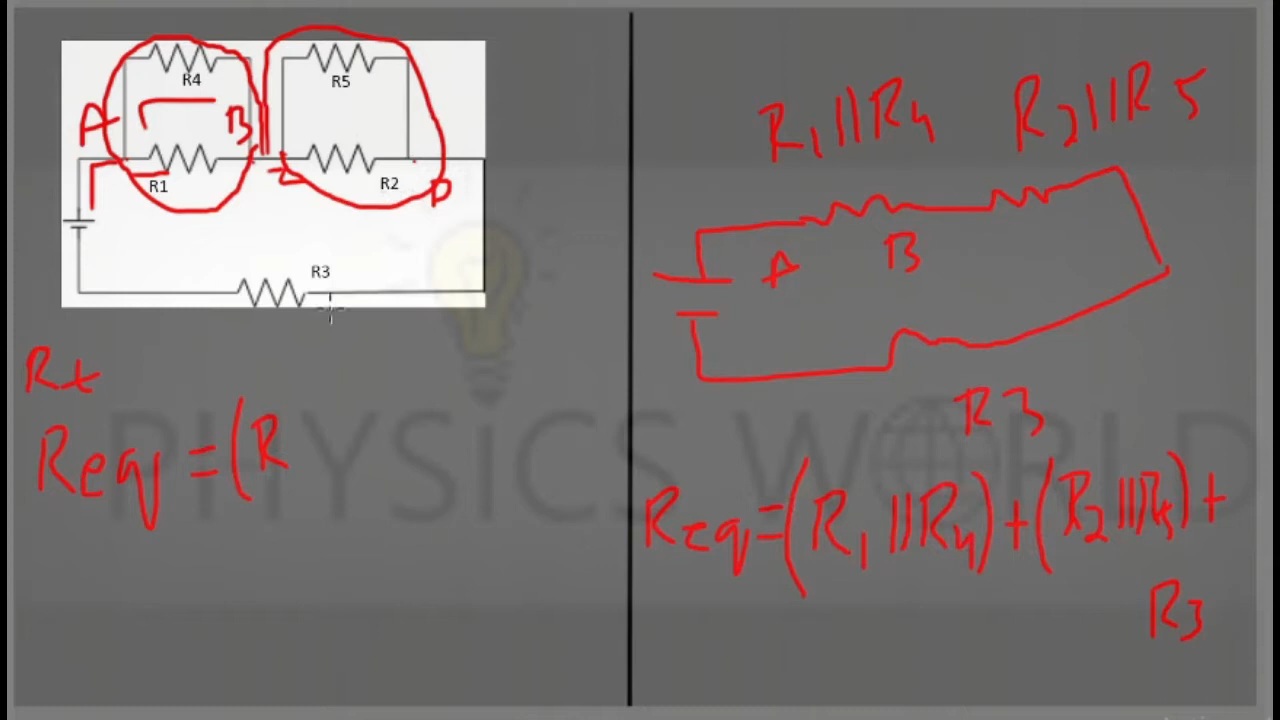 R4
R5
A
B
R1
R2
D
R3
Rt
Req = (R
R1 || R4
R2 || R5
A
B
R3
Req = (R1 || R4) + (R2 || R5) +
R3
PHYSiCS WORLD